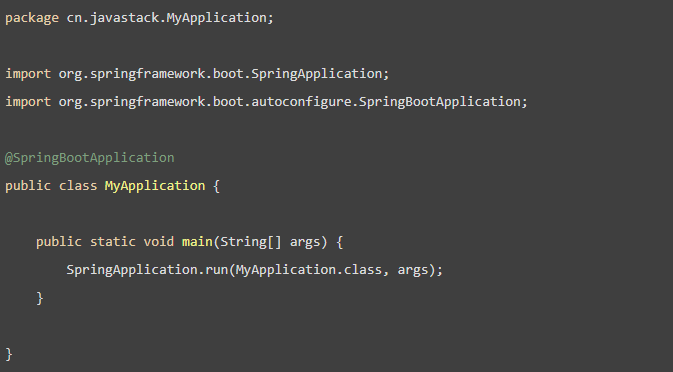 package cn.javastack.MyApplication;
import org.springframework.boot.SpringApplication;
import org.springframework.boot.autoconfigure.SpringBootApplication;
@SpringBootApplication
public class MyApplication {
    public static void main(String[] args) {
        SpringApplication.run(MyApplication.class, args);
    }
}